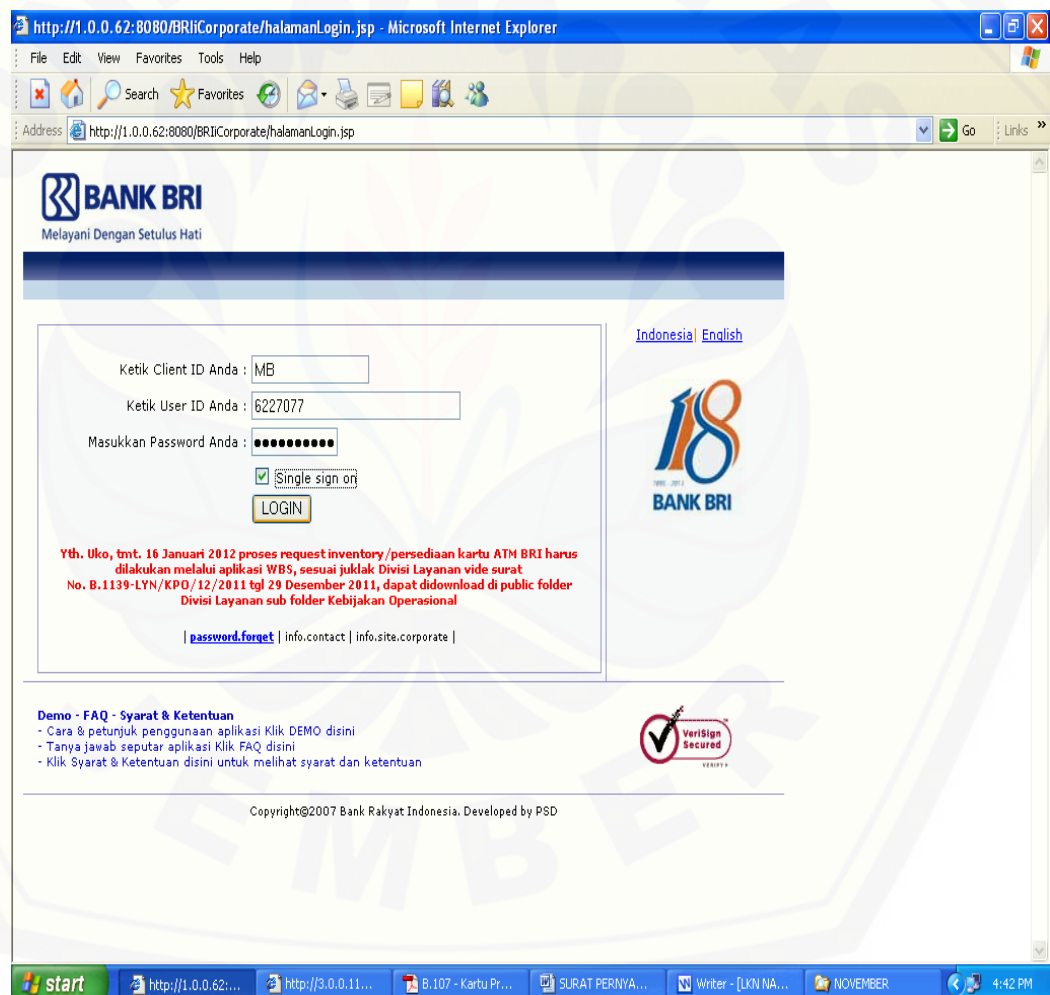 http://1.0.0.62:8080/BRIiCorporate/halamanLogin.jsp - Microsoft Internet Explorer
File Edit View Favorites Tools Help
Search Favorites
Address http://1.0.0.62:8080/BRIiCorporate/halamanLogin.jsp Go Links »
BANK BRI
Melayani Dengan Setulus Hati
Indonesia| English
Ketik Client ID Anda : MB
Ketik User ID Anda : 6227077
Masukkan Password Anda : ●●●●●●●●●●
Single sign on
LOGIN
118
BANK BRI
Yth. Uko, tmt. 16 Januari 2012 proses request inventory/persediaan kartu ATM BRI harus
dilakukan melalui aplikasi WBS, sesuai juklak Divisi Layanan vide surat
No. B.1139-LYN/KPO/12/2011 tgl 29 Desember 2011, dapat didownload di public folder
Divisi Layanan sub folder Kebijakan Operasional
| password.forget | info.contact | info.site.corporate |
Demo - FAQ - Syarat & Ketentuan
- Cara & petunjuk penggunaan aplikasi Klik DEMO disini
- Tanya jawab seputar aplikasi Klik FAQ disini
- Klik Syarat & Ketentuan disini untuk melihat syarat dan ketentuan
VeriSign
Secured
VERIFY
Copyright©2007 Bank Rakyat Indonesia. Developed by PSD
EMBER
start http://1.0.0.62:... http://3.0.0.11... B.107 - Kartu Pr... SURAT PERNYA... Writer - [LKN NA... NOVEMBER 4:42 PM